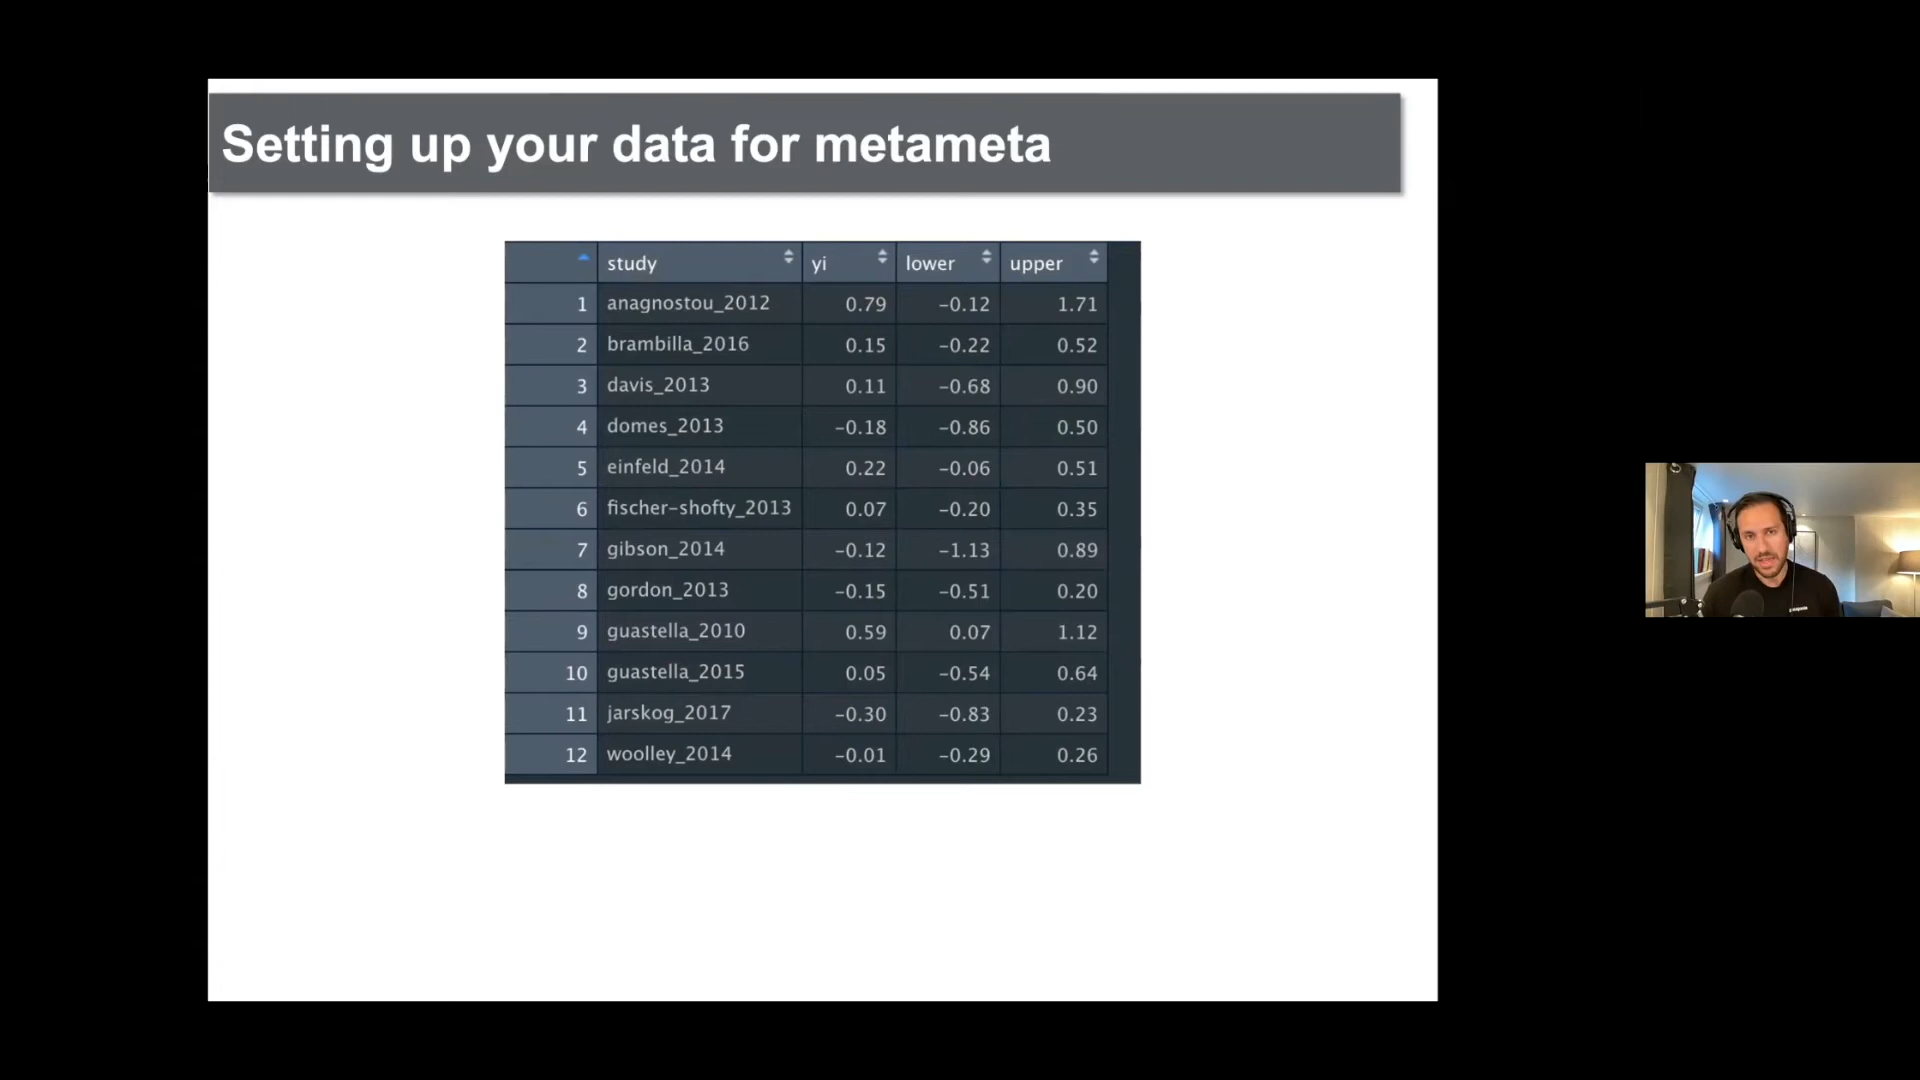 Setting up your data for metameta
study yi lower upper
1 anagnostou_2012 0.79 −0.12 1.71
2 brambilla_2016 0.15 −0.22 0.52
3 davis_2013 0.11 −0.68 0.90
4 domes_2013 −0.18 −0.86 0.50
5 einfeld_2014 0.22 −0.06 0.51
6 fischer−shofty_2013 0.07 −0.20 0.35
7 gibson_2014 −0.12 −1.13 0.89
8 gordon_2013 −0.15 −0.51 0.20
9 guastella_2010 0.59 0.07 1.12
10 guastella_2015 0.05 −0.54 0.64
11 jarskog_2017 −0.30 −0.83 0.23
12 woolley_2014 −0.01 −0.29 0.26